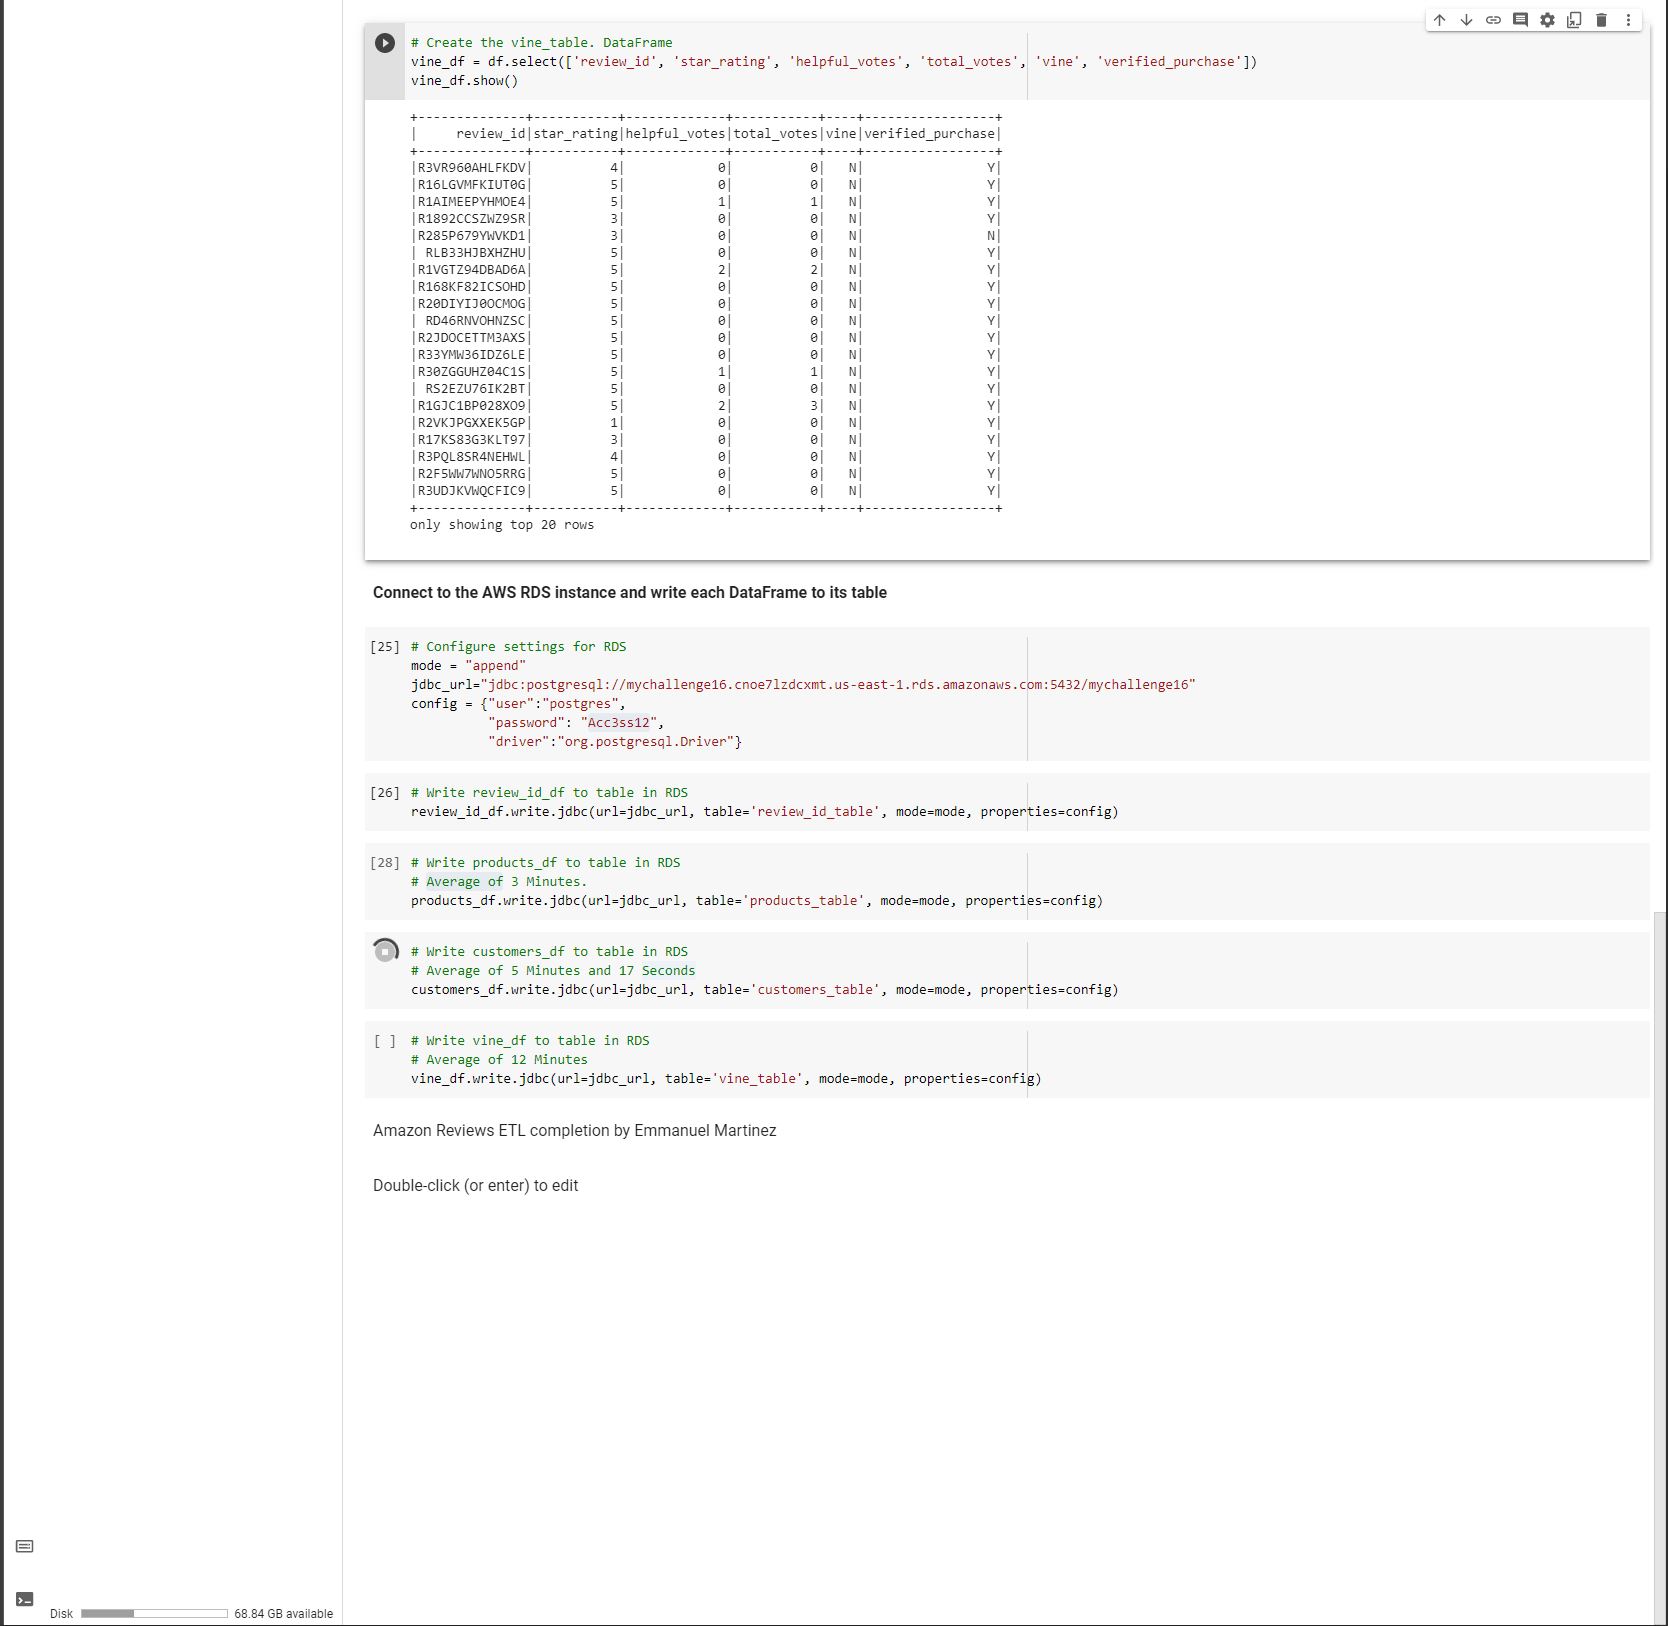 # Create the vine_table. DataFrame
vine_df = df.select(['review_id', 'star_rating', 'helpful_votes', 'total_votes', 'vine', 'verified_purchase'])
vine_df.show()
+--------------+-----------+-------------+-----------+----+-----------------+
|     review_id|star_rating|helpful_votes|total_votes|vine|verified_purchase|
+--------------+-----------+-------------+-----------+----+-----------------+
|R3VR960AHLFKDV|          4|            0|          0|   N|                Y|
|R16LGVMFKIUT0G|          5|            0|          0|   N|                Y|
|R1AIMEEPYHMOE4|          5|            1|          1|   N|                Y|
|R1892CCSZWZ9SR|          3|            0|          0|   N|                Y|
|R285P679YWVKD1|          3|            0|          0|   N|                N|
| RLB33HJBXHZHU|          5|            0|          0|   N|                Y|
|R1VGTZ94DBAD6A|          5|            2|          2|   N|                Y|
|R168KF82ICSOHD|          5|            0|          0|   N|                Y|
|R20DIYIJ0OCMOG|          5|            0|          0|   N|                Y|
| RD46RNVOHNZSC|          5|            0|          0|   N|                Y|
|R2JDOCETTM3AXS|          5|            0|          0|   N|                Y|
|R33YMW36IDZ6LE|          5|            0|          0|   N|                Y|
|R30ZGGUHZ04C1S|          5|            1|          1|   N|                Y|
| RS2EZU76IK2BT|          5|            0|          0|   N|                Y|
|R1GJC1BP028XO9|          5|            2|          3|   N|                Y|
|R2VKJPGXXEK5GP|          1|            0|          0|   N|                Y|
|R17KS83G3KLT97|          3|            0|          0|   N|                Y|
|R3PQL8SR4NEHWL|          4|            0|          0|   N|                Y|
|R2F5WW7WNO5RRG|          5|            0|          0|   N|                Y|
|R3UDJKVWQCFIC9|          5|            0|          0|   N|                Y|
+--------------+-----------+-------------+-----------+----+-----------------+
only showing top 20 rows
Connect to the AWS RDS instance and write each DataFrame to its table
[25] # Configure settings for RDS
mode = "append"
jdbc_url="jdbc:postgresql://mychallenge16.cnoe7lzdcxmt.us-east-1.rds.amazonaws.com:5432/mychallenge16"
config = {"user":"postgres",
"password": "Acc3ss12",
"driver":"org.postgresql.Driver"}
[26] # Write review_id_df to table in RDS
review_id_df.write.jdbc(url=jdbc_url, table='review_id_table', mode=mode, properties=config)
[28] # Write products_df to table in RDS
# Average of 3 Minutes.
products_df.write.jdbc(url=jdbc_url, table='products_table', mode=mode, properties=config)
# Write customers_df to table in RDS
# Average of 5 Minutes and 17 Seconds
customers_df.write.jdbc(url=jdbc_url, table='customers_table', mode=mode, properties=config)
[ ] # Write vine_df to table in RDS
# Average of 12 Minutes
vine_df.write.jdbc(url=jdbc_url, table='vine_table', mode=mode, properties=config)
Amazon Reviews ETL completion by Emmanuel Martinez
Double-click (or enter) to edit
Disk 68.84 GB available